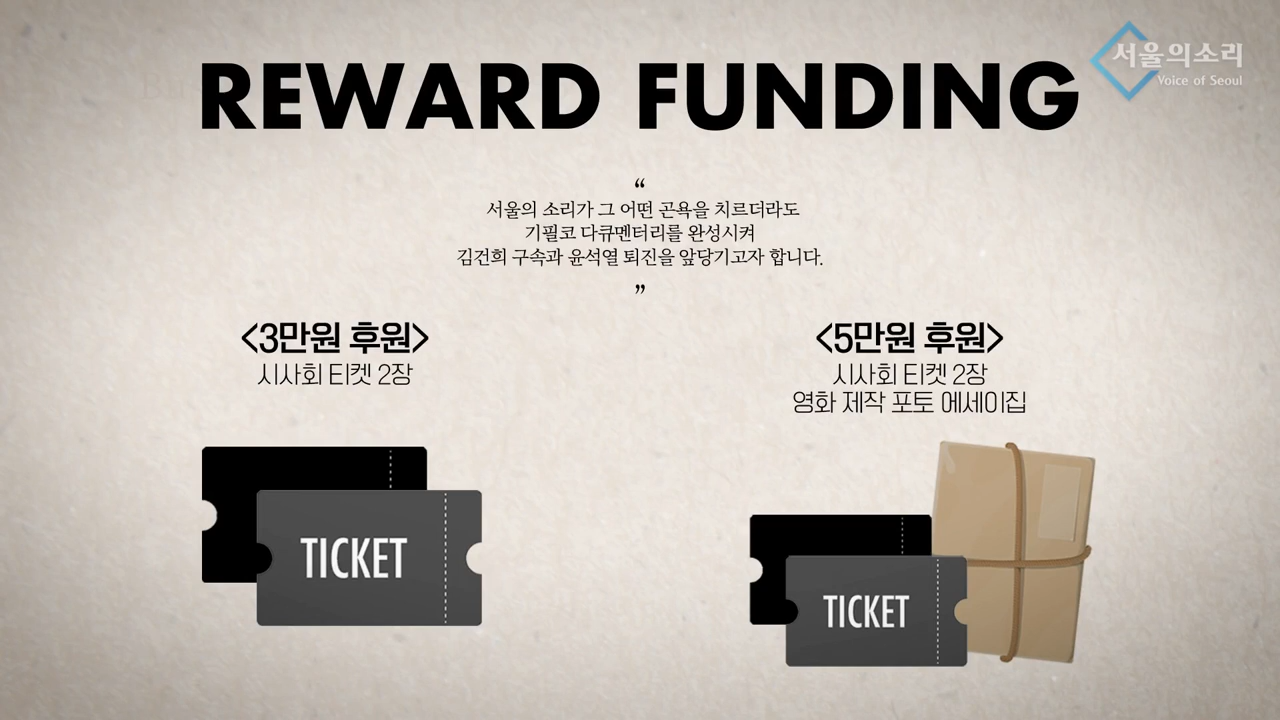 서울의소리
Voice of Seoul
REWARD FUNDING
“
서울의 소리가 그 어떤 곤욕을 치르더라도
기필코 다큐멘터리를 완성시켜
김건희 구속과 윤석열 퇴진을 앞당기고자 합니다.
”
<3만원 후원>
시사회 티켓 2장
TICKET
<5만원 후원>
시사회 티켓 2장
영화 제작 포토 에세이집
TICKET